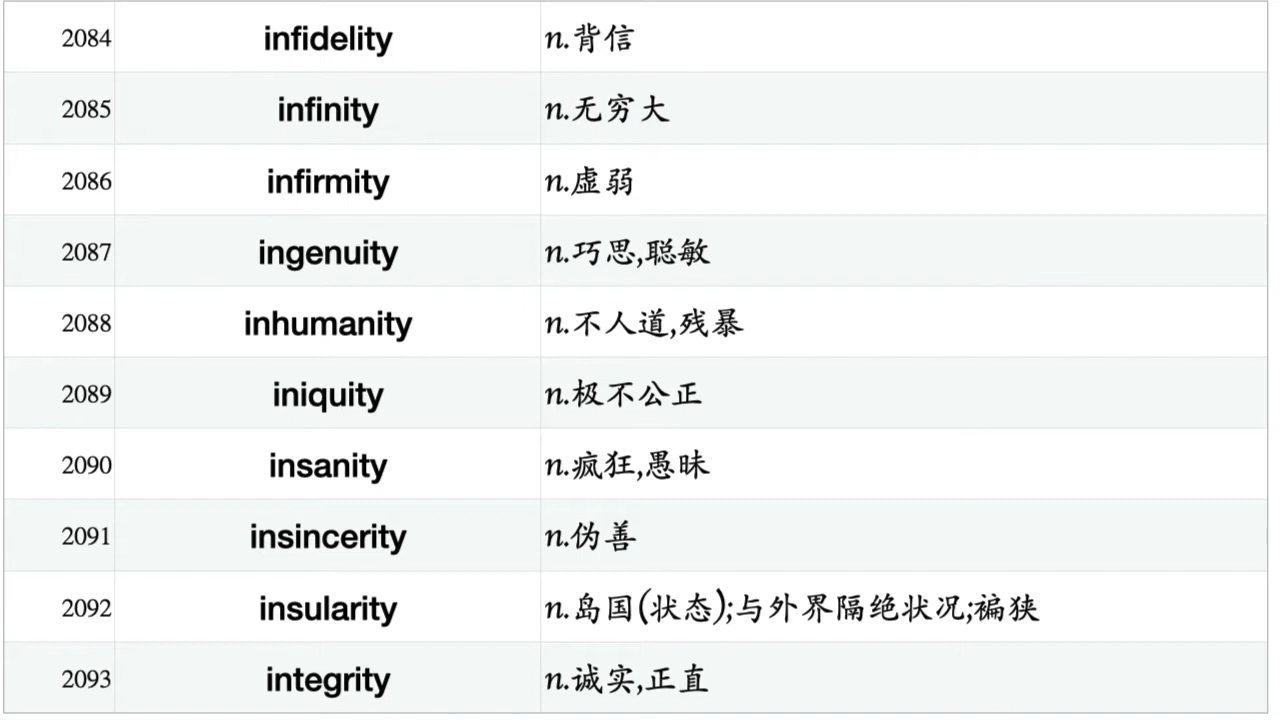 2084 infidelity n.背信
2085 infinity n.无穷大
2086 infirmity n.虚弱
2087 ingenuity n.巧思,聪敏
2088 inhumanity n.不人道,残暴
2089 iniquity n.极不公正
2090 insanity n.疯狂,愚昧
2091 insincerity n.伪善
2092 insularity n.岛国(状态);与外界隔绝状况;褊狭
2093 integrity n.诚实,正直